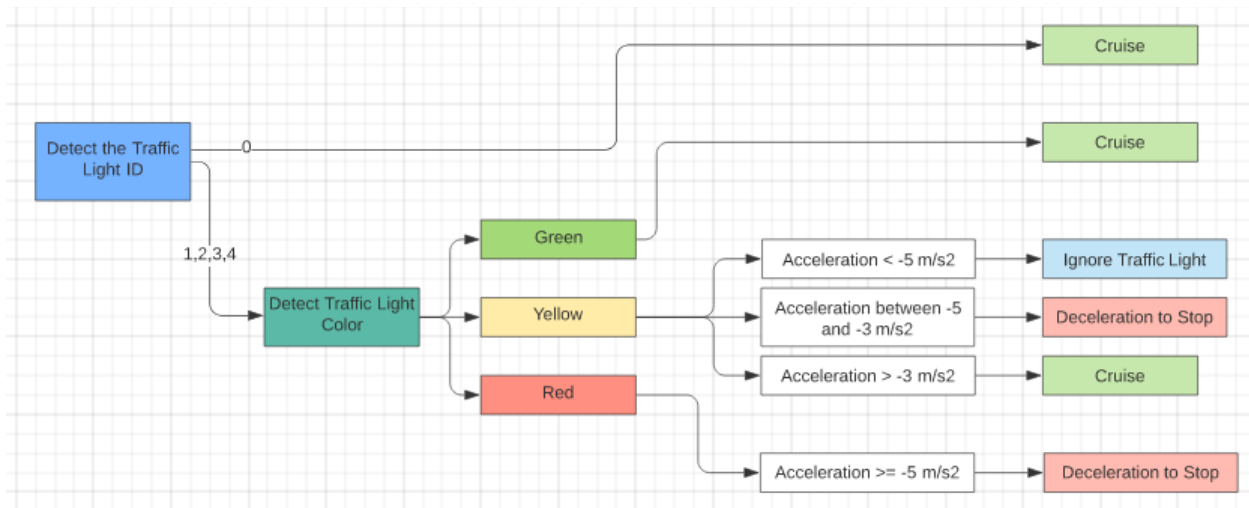 Cruise
Cruise
Detect the Traffic
Light ID
0
1,2,3,4
Detect Traffic Light
Color
Green
Yellow
Red
Acceleration < -5 m/s2
Ignore Traffic Light
Acceleration between -5
and -3 m/s2
Deceleration to Stop
Acceleration > -3 m/s2
Cruise
Acceleration >= -5 m/s2
Deceleration to Stop